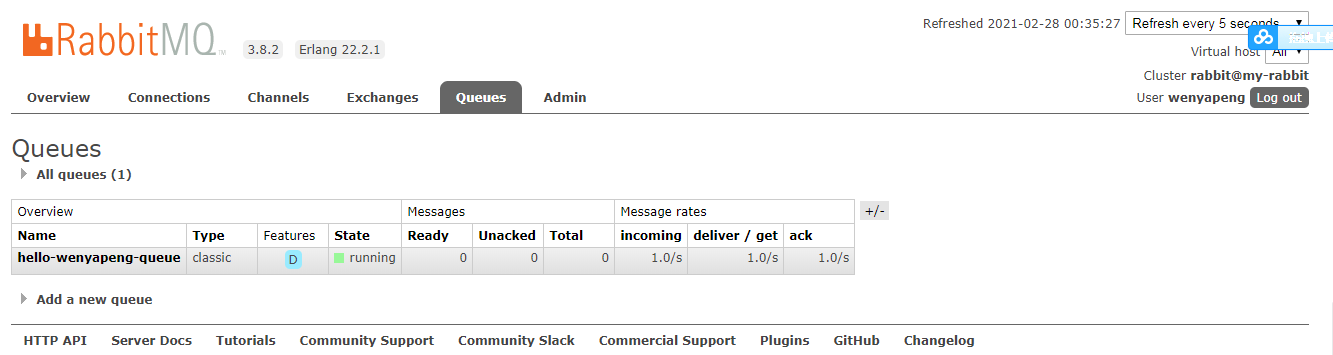 RabbitMQ TM 3.8.2 Erlang 22.2.1
Refreshed 2021-02-28 00:35:27 Refresh every 5 seconds
Virtual host All
Cluster rabbit@my-rabbit
User wenyapeng Log out
Overview Connections Channels Exchanges Queues Admin
Queues
All queues (1)
Overview Messages Message rates +/-
Name Type Features State Ready Unacked Total incoming deliver / get ack
hello-wenyapeng-queue classic D running 0 0 0 1.0/s 1.0/s 1.0/s
Add a new queue
HTTP API Server Docs Tutorials Community Support Community Slack Commercial Support Plugins GitHub Changelog